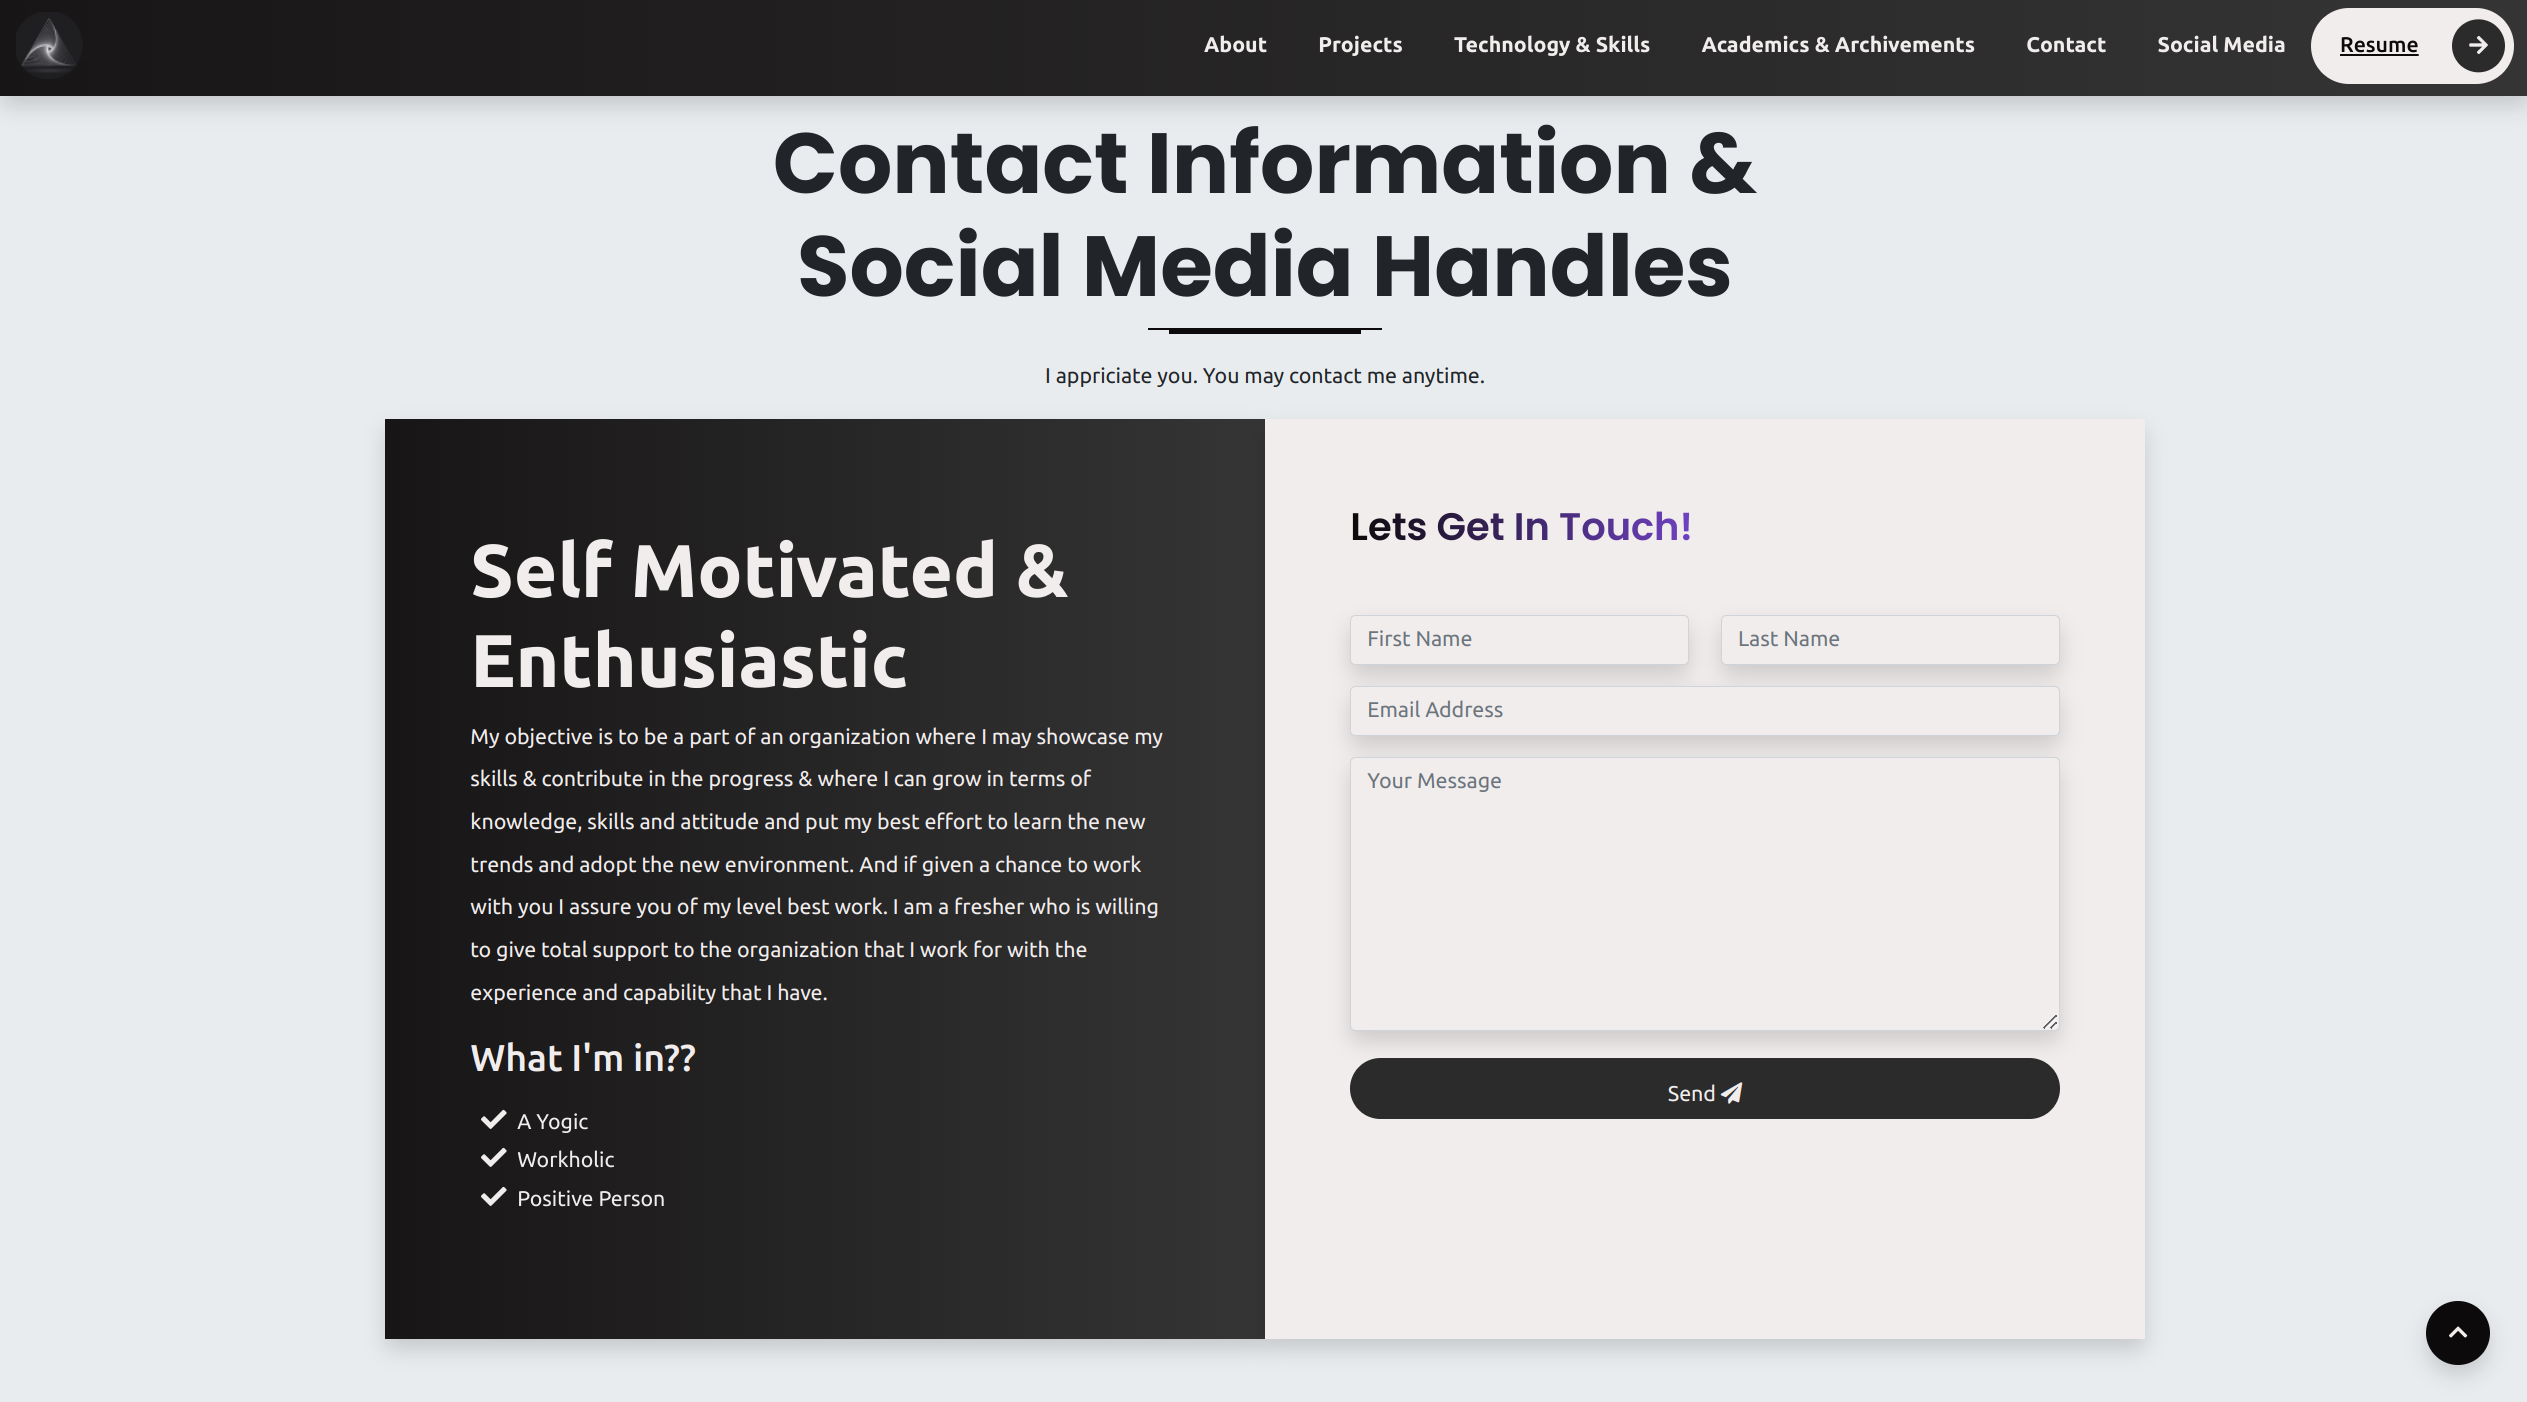 About Projects Technology & Skills Academics & Archivements Contact Social Media Resume
Contact Information &
Social Media Handles
I appriciate you. You may contact me anytime.
Self Motivated &
Enthusiastic
My objective is to be a part of an organization where I may showcase my
skills & contribute in the progress & where I can grow in terms of
knowledge, skills and attitude and put my best effort to learn the new
trends and adopt the new environment. And if given a chance to work
with you I assure you of my level best work. I am a fresher who is willing
to give total support to the organization that I work for with the
experience and capability that I have.
What I'm in??
A Yogic
Workholic
Positive Person
Lets Get In Touch!
First Name Last Name
Email Address
Your Message
Send